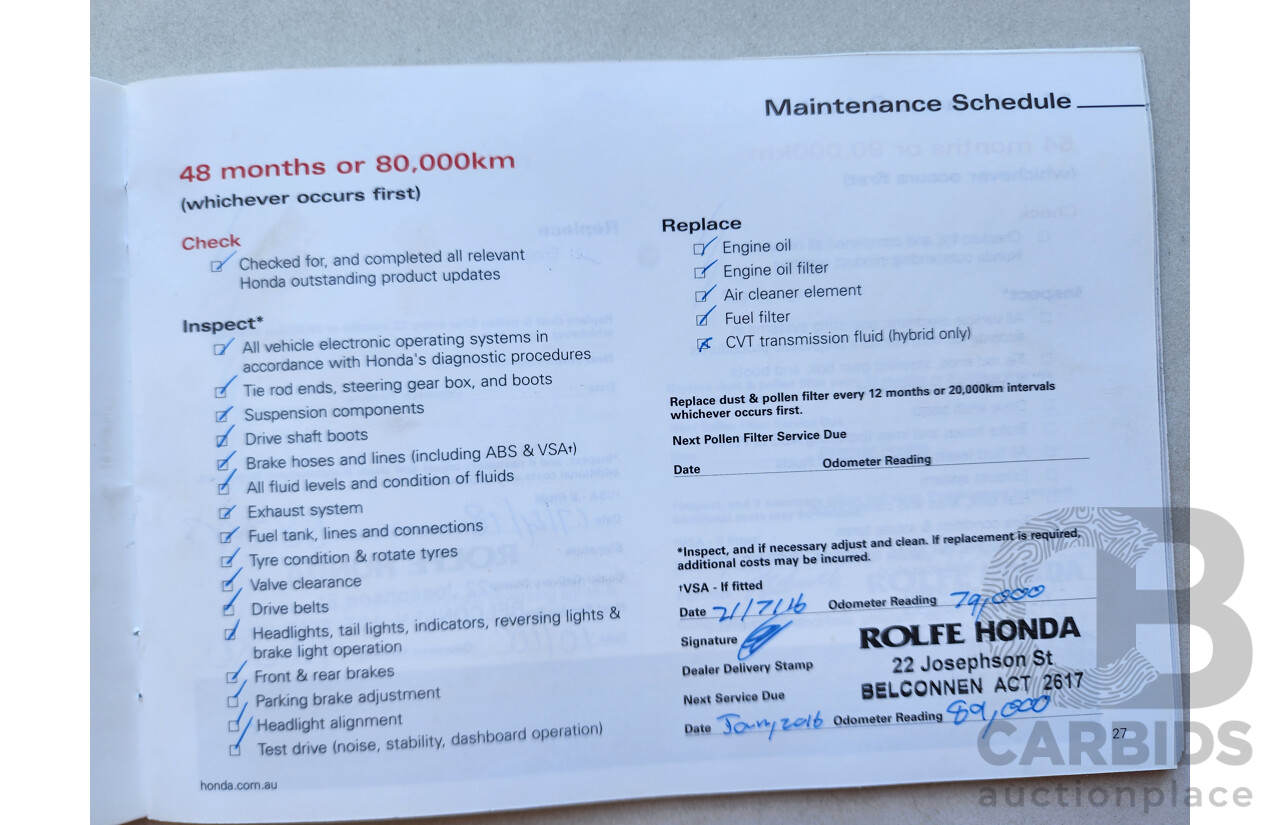 Maintenance Schedule
48 months or 80,000km
(whichever occurs first)
Check
Checked for, and completed all relevant
Honda outstanding product updates
Inspect*
All vehicle electronic operating systems in
accordance with Honda's diagnostic procedures
Tie rod ends, steering gear box, and boots
Suspension components
Drive shaft boots
Brake hoses and lines (including ABS & VSA†)
All fluid levels and condition of fluids
Exhaust system
Fuel tank, lines and connections
Tyre condition & rotate tyres
Valve clearance
Drive belts
Headlights, tail lights, indicators, reversing lights &
brake light operation
Front & rear brakes
Parking brake adjustment
Headlight alignment
Test drive (noise, stability, dashboard operation)
honda.com.au
Replace
Engine oil
Engine oil filter
Air cleaner element
Fuel filter
CVT transmission fluid (hybrid only)
Replace dust & pollen filter every 12 months or 20,000km intervals
whichever occurs first.
Next Pollen Filter Service Due
Date Odometer Reading
*Inspect, and if necessary adjust and clean. If replacement is required,
additional costs may be incurred.
†VSA - If fitted
Date 21/7/16 Odometer Reading 79,000
Signature
ROLFE HONDA
22 Josephson St
BELCONNEN ACT 2617
Dealer Delivery Stamp
Next Service Due
Date Jany 2016 Odometer Reading 89,000
27
CARBIDS
auctionplace